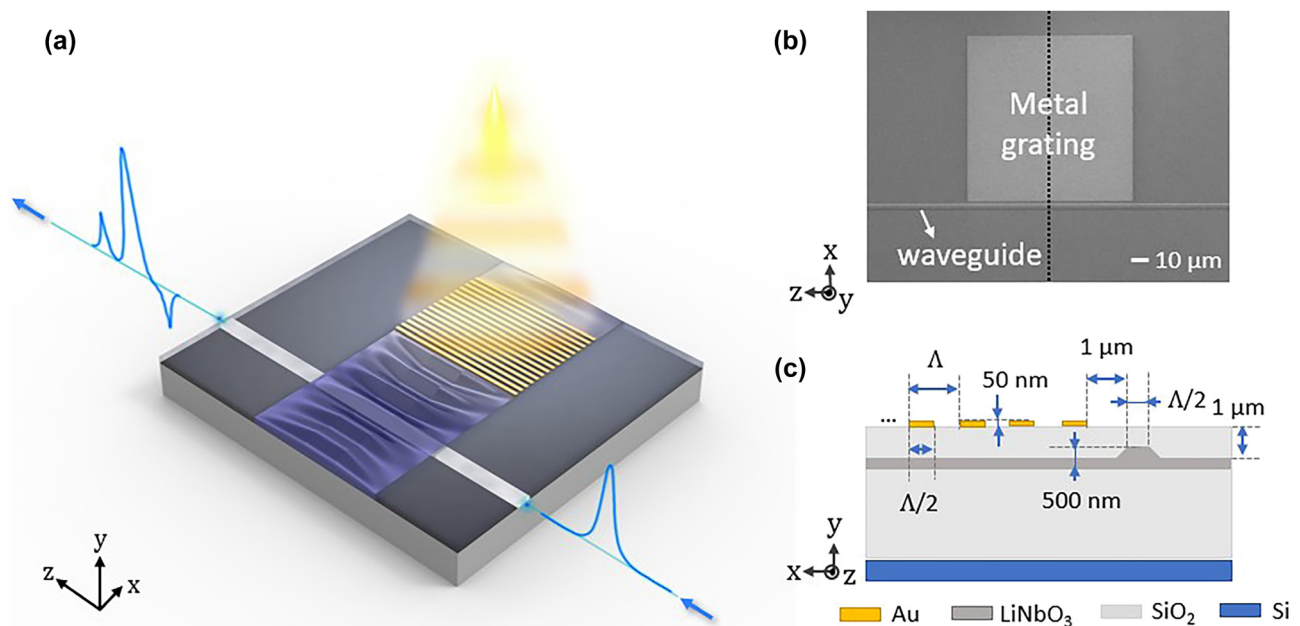 (a)
y
z
x
(b)
Metal
grating
waveguide
10 μm
x
z
y
(c)
Λ
50 nm
1 μm
Λ/2
1 μm
...
Λ/2
500 nm
y
x
z
Au
LiNbO₃
SiO₂
Si